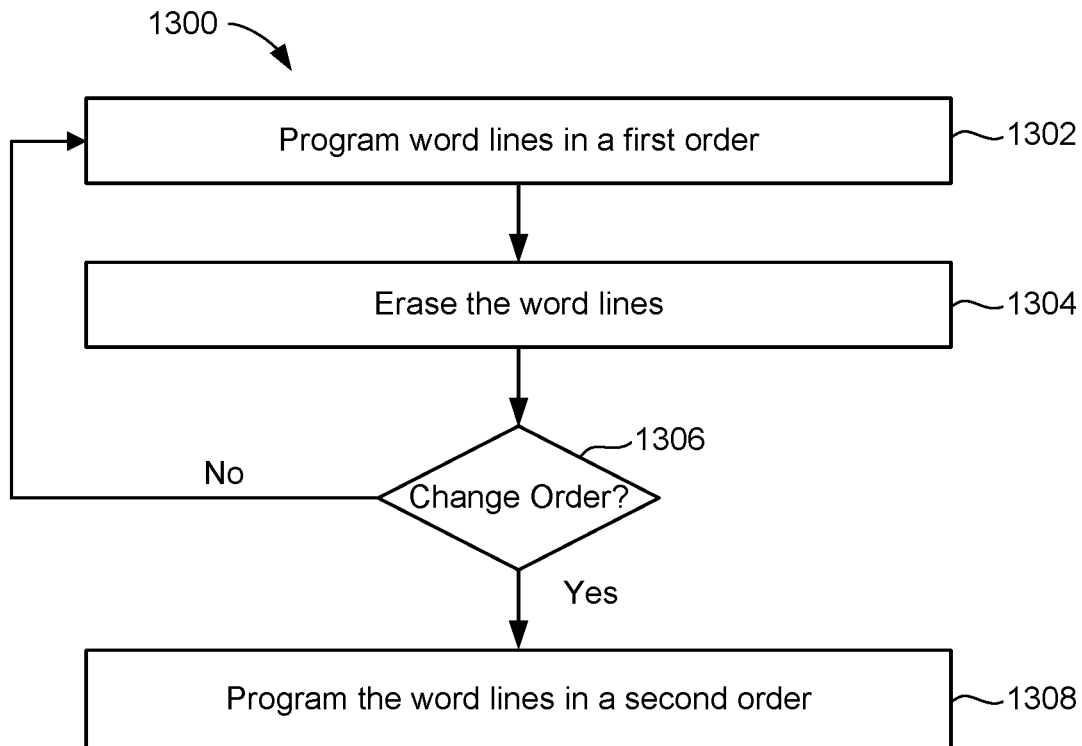 1300
Program word lines in a first order
1302
Erase the word lines
1304
1306
Change Order?
No
Yes
Program the word lines in a second order
1308